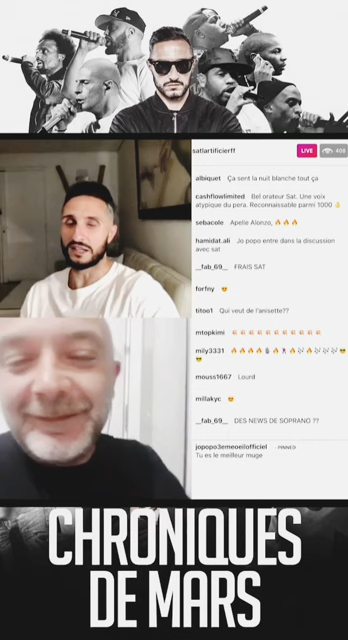 satlartificierff LIVE 408
albiquet Ça sent la nuit blanche tout ça
cashflowlimited Bel orateur Sat. Une voix
atypique du pera. Reconnaissable parmi 1000 👌
sebacole Apelle Alonzo, 🔥 🔥 🔥
hamidat.ali Jo popo entre dans la discussion
avec sat
__fab_69__ FRAIS SAT
forfny 😍
titoo1 Qui veut de l'anisette??
mtopkimi 👏👏👏👏👏👏👏👏👏👏
mily3331
mouss1667 Lourd
millakyc 😍
__fab_69__ DES NEWS DE SOPRANO ??
jopopo3emeoeilofficiel
Tu es le meilleur muge
CHRONIQUES
DE MARS